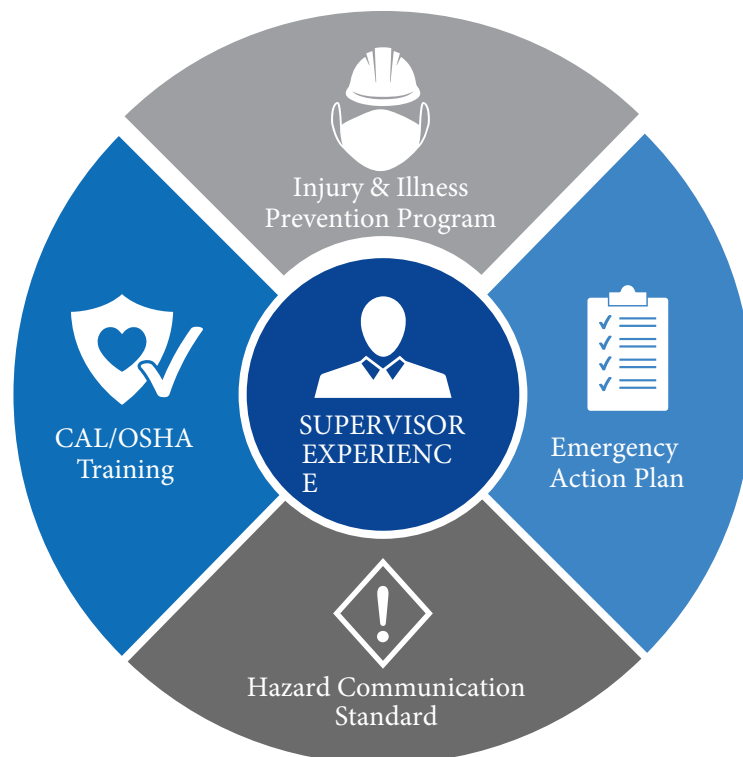 Injury & Illness
Prevention Program
CAL/OSHA
Training
SUPERVISOR
EXPERIENC
E
Emergency
Action Plan
Hazard Communication
Standard